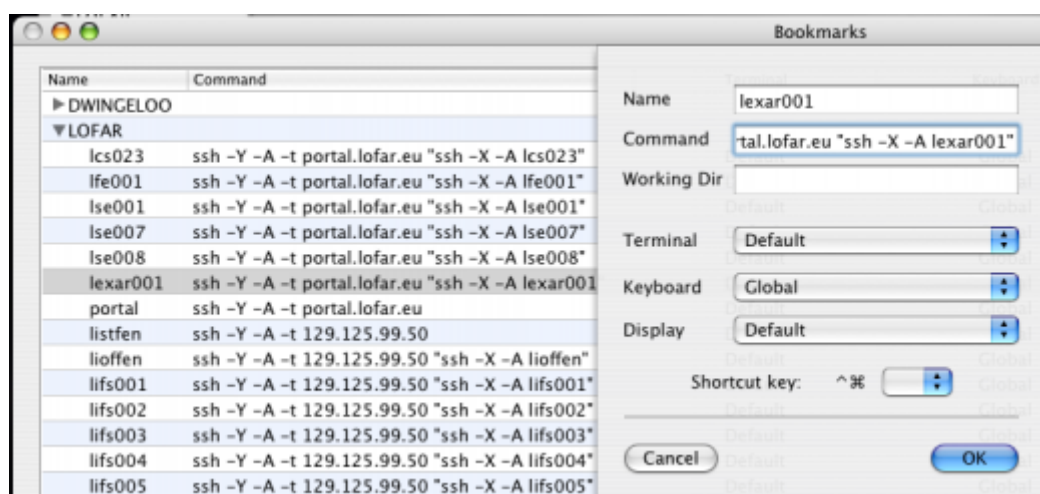 Bookmarks
Name Command
DWINGELOO
LOFAR
lcs023 ssh -Y -A -t portal.lofar.eu "ssh -X -A lcs023"
lfe001 ssh -Y -A -t portal.lofar.eu "ssh -X -A lfe001"
lse001 ssh -Y -A -t portal.lofar.eu "ssh -X -A lse001"
lse007 ssh -Y -A -t portal.lofar.eu "ssh -X -A lse007"
lse008 ssh -Y -A -t portal.lofar.eu "ssh -X -A lse008"
lexar001 ssh -Y -A -t portal.lofar.eu "ssh -X -A lexar001
portal ssh -Y -A -t portal.lofar.eu
listfen ssh -Y -A -t 129.125.99.50
lioffen ssh -Y -A -t 129.125.99.50 "ssh -X -A lioffen"
lifs001 ssh -Y -A -t 129.125.99.50 "ssh -X -A lifs001"
lifs002 ssh -Y -A -t 129.125.99.50 "ssh -X -A lifs002"
lifs003 ssh -Y -A -t 129.125.99.50 "ssh -X -A lifs003"
lifs004 ssh -Y -A -t 129.125.99.50 "ssh -X -A lifs004"
lifs005 ssh -Y -A -t 129.125.99.50 "ssh -X -A lifs005"
Name lexar001
Command tal.lofar.eu "ssh -X -A lexar001"
Working Dir
Terminal Default
Keyboard Global
Display Default
Shortcut key: ^⌘
Cancel OK